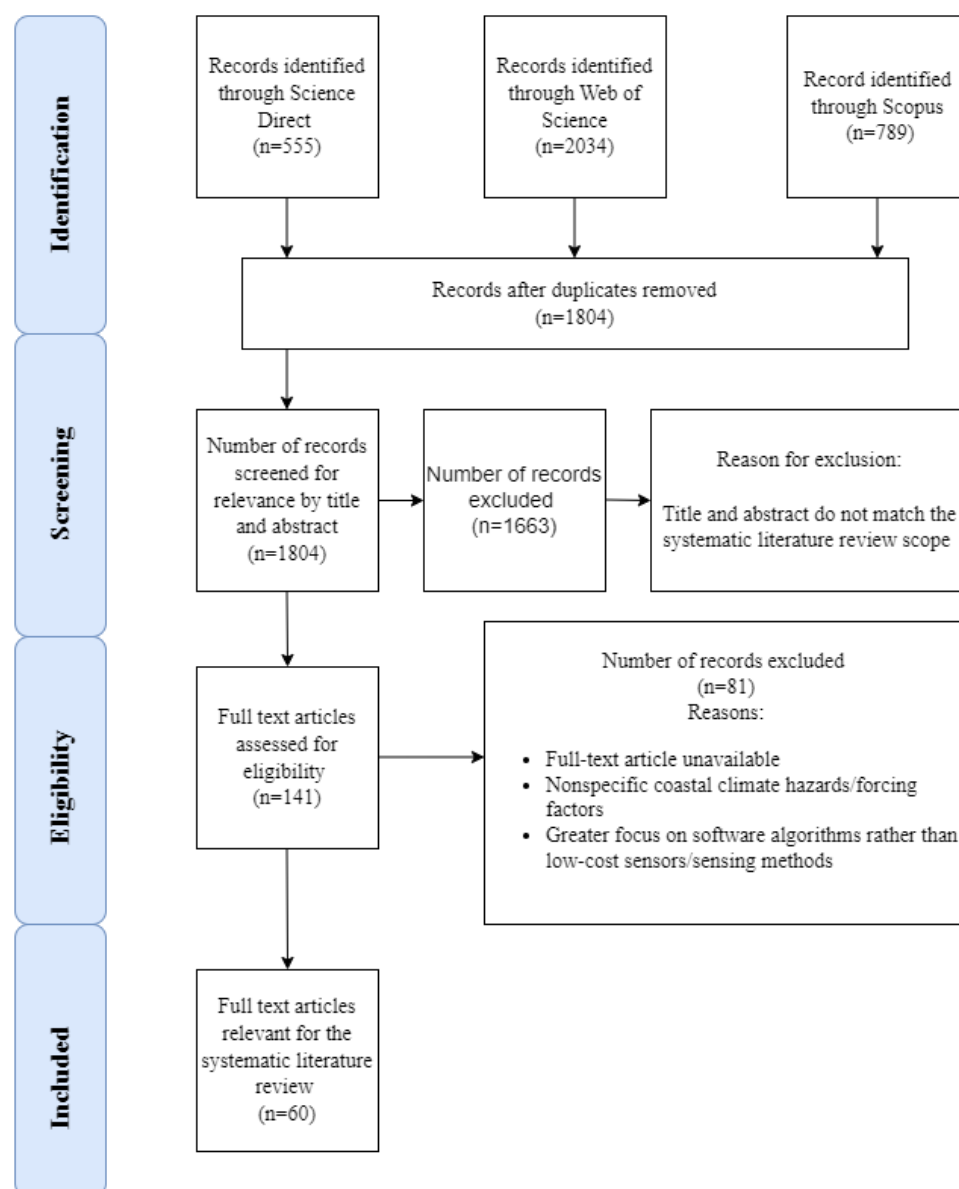 Identification
Records identified
through Science
Direct
(n=555)
Records identified
through Web of
Science
(n=2034)
Record identified
through Scopus
(n=789)
Records after duplicates removed
(n=1804)
Screening
Number of records
screened for
relevance by title
and abstract
(n=1804)
Number of records
excluded
(n=1663)
Reason for exclusion:
Title and abstract do not match the
systematic literature review scope
Eligibility
Full text articles
assessed for
eligibility
(n=141)
Number of records excluded
(n=81)
Reasons:
• Full-text article unavailable
• Nonspecific coastal climate hazards/forcing
factors
• Greater focus on software algorithms rather than
low-cost sensors/sensing methods
Included
Full text articles
relevant for the
systematic literature
review
(n=60)